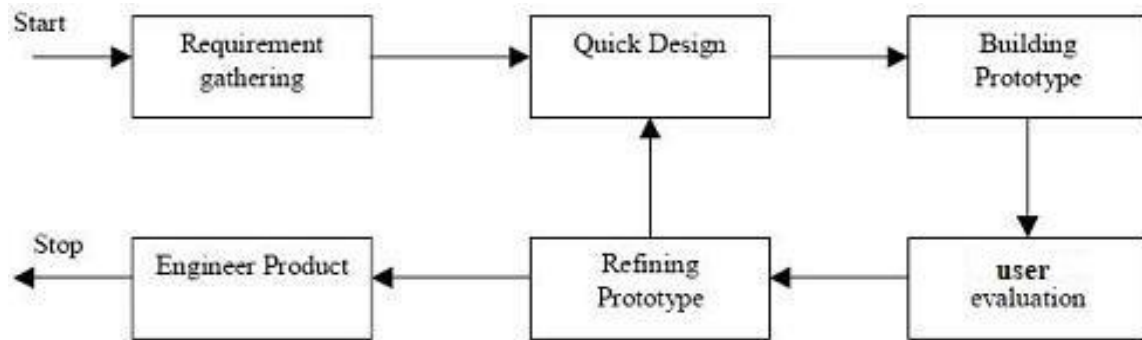 Start
Requirement
gathering
Quick Design
Building
Prototype
Stop
Engineer Product
Refining
Prototype
user
evaluation